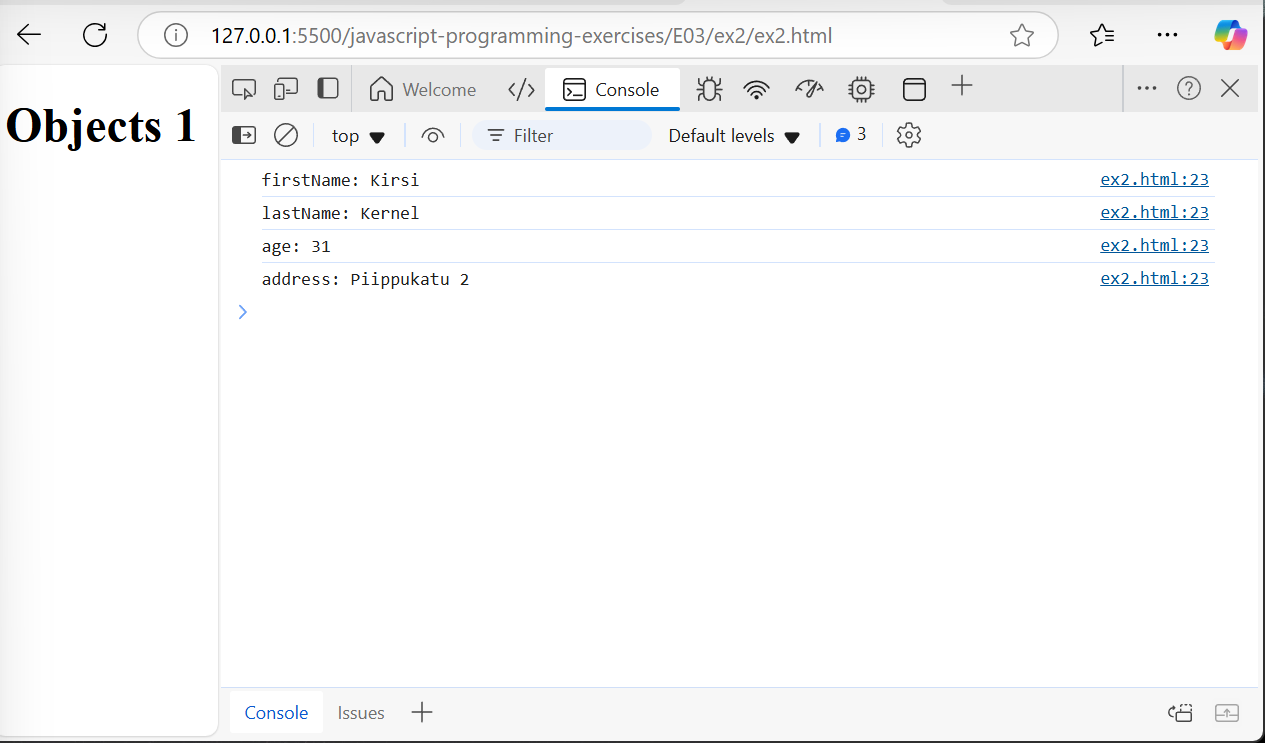 127.0.0.1:5500/javascript-programming-exercises/E03/ex2/ex2.html
Objects 1
Welcome
Console
top
Filter
Default levels
3
firstName: Kirsi ex2.html:23
lastName: Kernel ex2.html:23
age: 31 ex2.html:23
address: Piippukatu 2 ex2.html:23
Console Issues